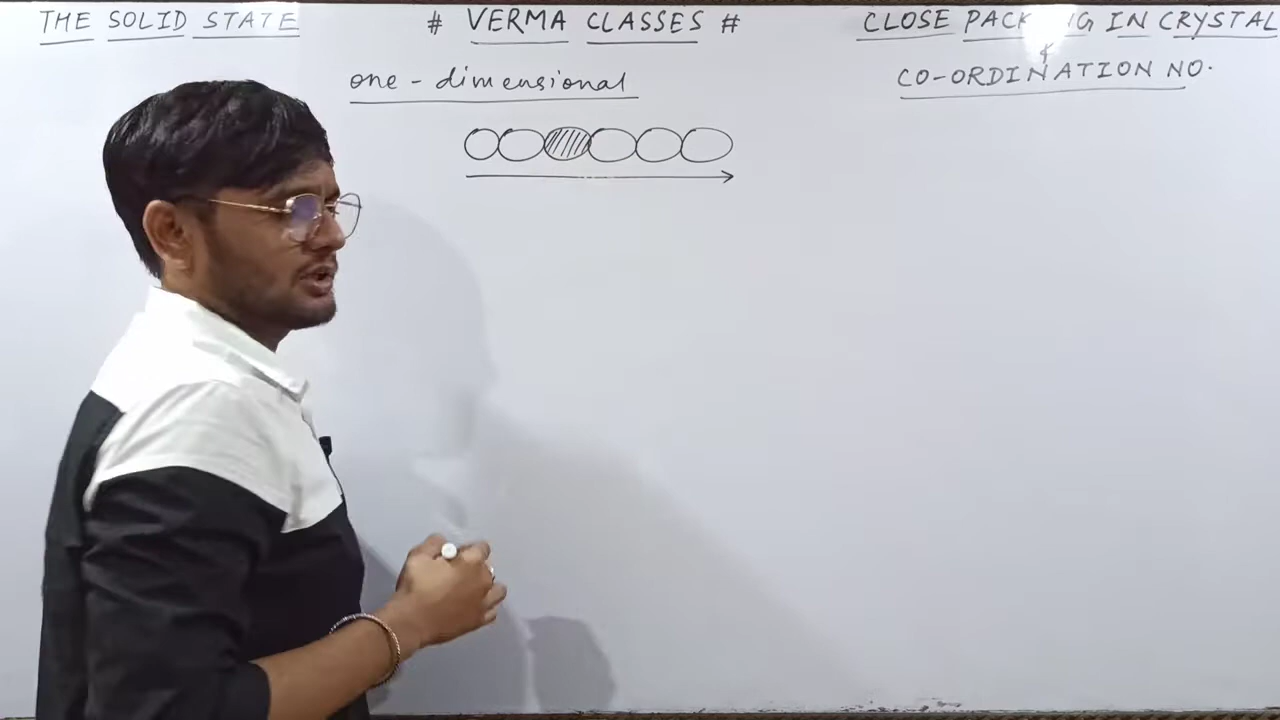 THE SOLID STATE
# VERMA CLASSES #
CLOSE PACK G IN CRYSTAL
&
CO-ORDINATION NO.
one - dimensional